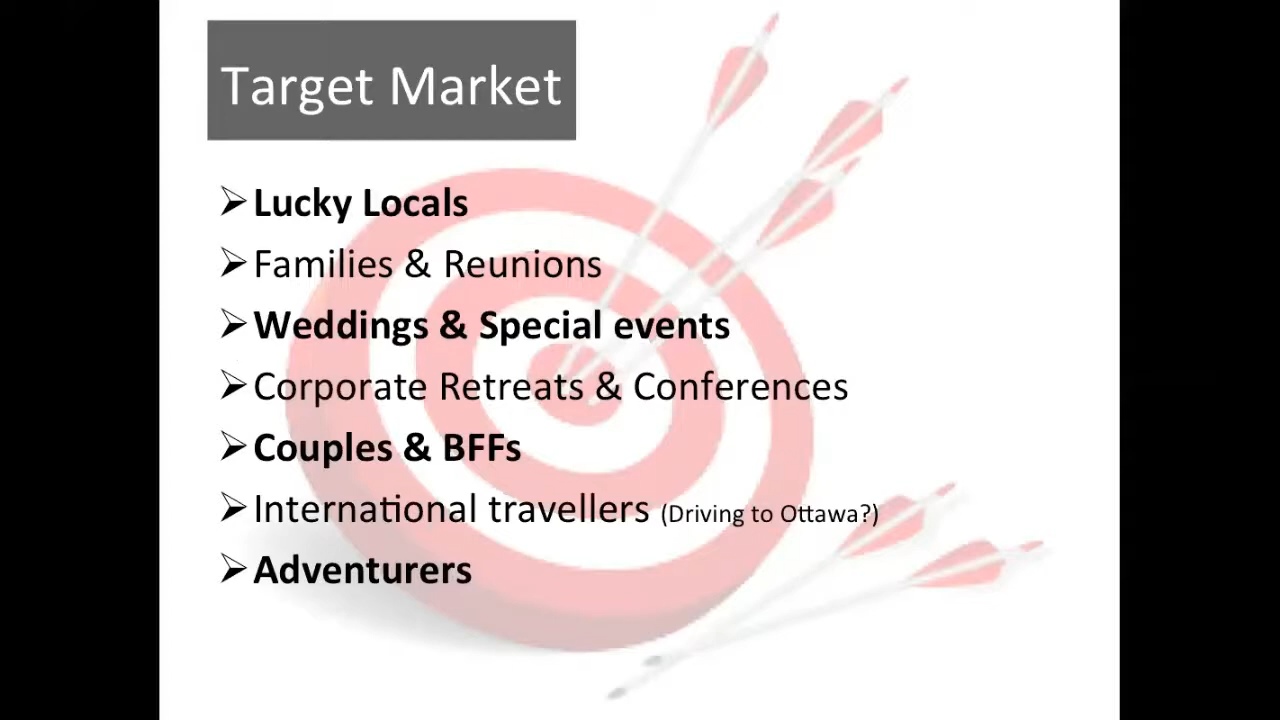 Target Market
➢Lucky Locals
➢Families & Reunions
➢Weddings & Special events
➢Corporate Retreats & Conferences
➢Couples & BFFs
➢International travellers (Driving to Ottawa?)
➢Adventurers